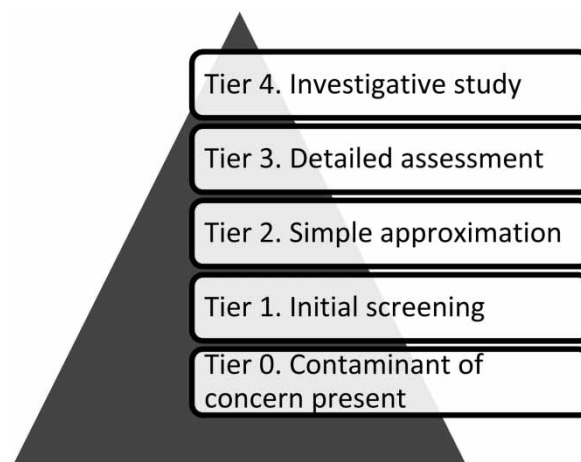 Tier 4. Investigative study
Tier 3. Detailed assessment
Tier 2. Simple approximation
Tier 1. Initial screening
Tier 0. Contaminant of
concern present